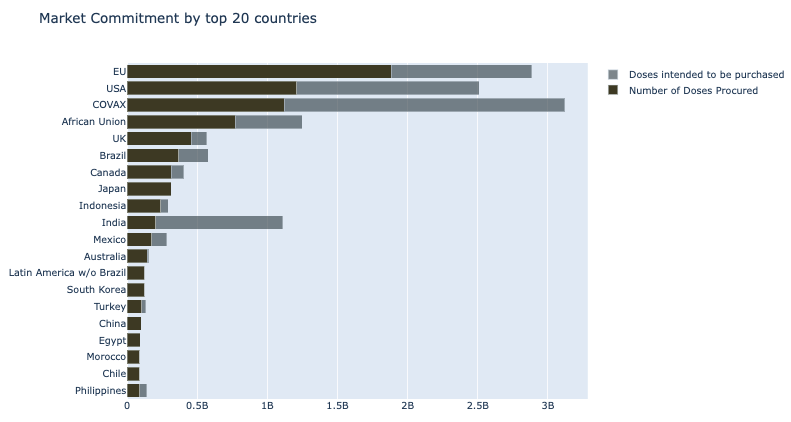 Market Commitment by top 20 countries
Doses intended to be purchased
Number of Doses Procured
EU
USA
COVAX
African Union
UK
Brazil
Canada
Japan
Indonesia
India
Mexico
Australia
Latin America w/o Brazil
South Korea
Turkey
China
Egypt
Morocco
Chile
Philippines
0 0.5B 1B 1.5B 2B 2.5B 3B